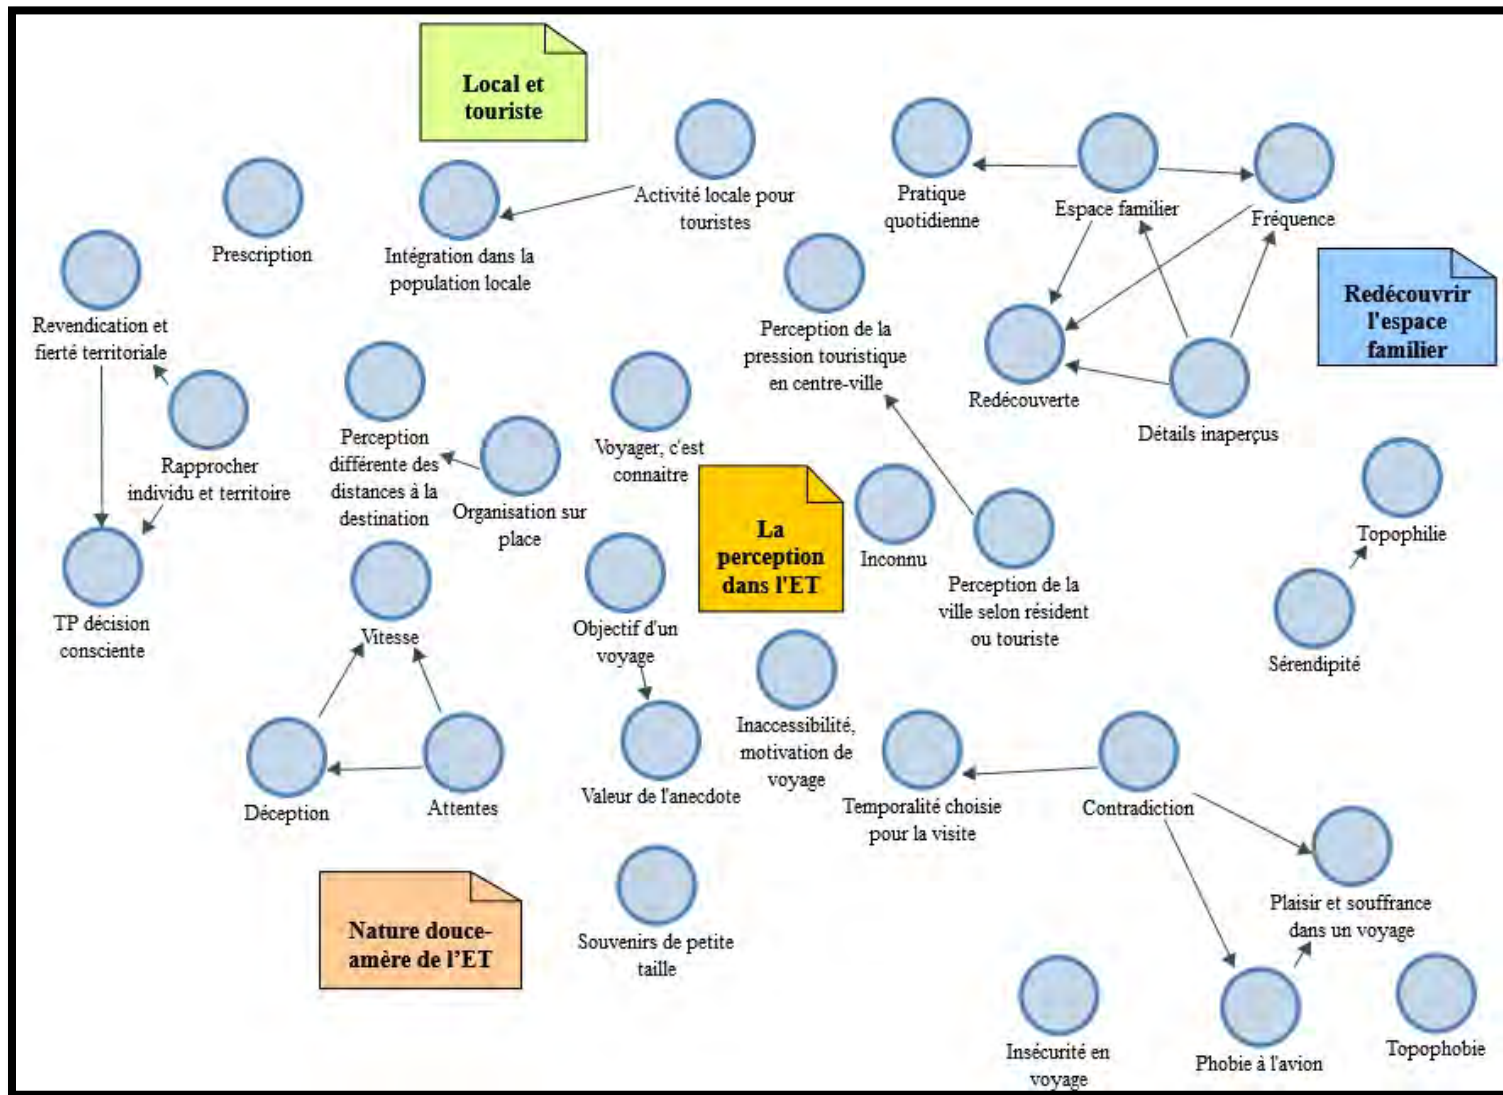 Local et
touriste
Activité locale pour
touristes
Pratique
quotidienne
Espace familier
Fréquence
Prescription
Intégration dans la
population locale
Redécouvrir
l'espace
familier
Revendication et
fierté territoriale
Perception de la
pression touristique
en centre-ville
Redécouverte
Détails inaperçus
Rapprocher
individu et territoire
Perception
différente des
distances à la
destination
Organisation sur
place
Voyager, c'est
connaitre
La
perception
dans l'ET
Inconnu
Perception de la
ville selon résident
ou touriste
Topophilie
Sérendipité
TP décision
consciente
Vitesse
Objectif d'un
voyage
Inaccessibilité,
motivation de
voyage
Déception
Attentes
Valeur de l'anecdote
Temporalité choisie
pour la visite
Contradiction
Nature douce-
amère de l’ET
Souvenirs de petite
taille
Plaisir et souffrance
dans un voyage
Insécurité en
voyage
Phobie à l'avion
Topophobie